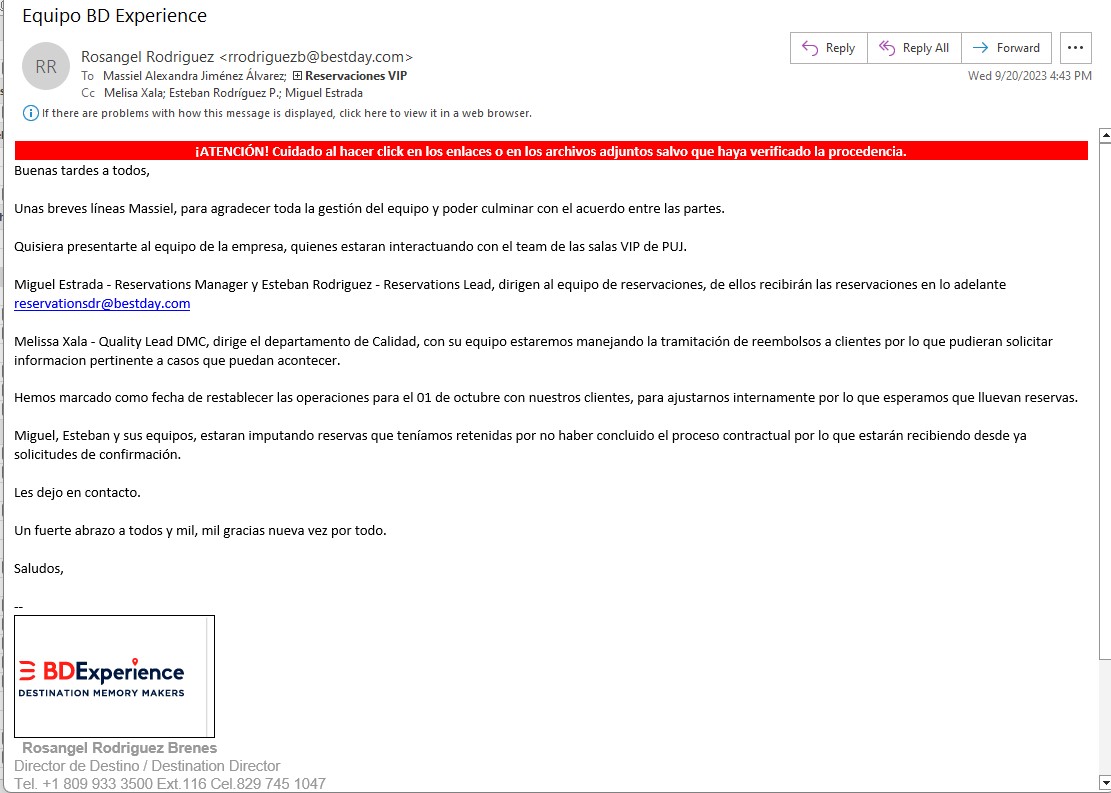 Equipo BD Experience
RR
Rosangel Rodriguez <rrodriguezb@bestday.com>
To Massiel Alexandra Jiménez Álvarez; Reservaciones VIP
Cc Melisa Xala; Esteban Rodríguez P.; Miguel Estrada
Reply
Reply All
Forward
Wed 9/20/2023 4:43 PM
If there are problems with how this message is displayed, click here to view it in a web browser.
¡ATENCIÓN! Cuidado al hacer click en los enlaces o en los archivos adjuntos salvo que haya verificado la procedencia.
Buenas tardes a todos,
Unas breves líneas Massiel, para agradecer toda la gestión del equipo y poder culminar con el acuerdo entre las partes.
Quisiera presentarte al equipo de la empresa, quienes estaran interactuando con el team de las salas VIP de PUJ.
Miguel Estrada - Reservations Manager y Esteban Rodriguez - Reservations Lead, dirigen al equipo de reservaciones, de ellos recibirán las reservaciones en lo adelante
reservationsdr@bestday.com
Melissa Xala - Quality Lead DMC, dirige el departamento de Calidad, con su equipo estaremos manejando la tramitación de reembolsos a clientes por lo que pudieran solicitar
informacion pertinente a casos que puedan acontecer.
Hemos marcado como fecha de restablecer las operaciones para el 01 de octubre con nuestros clientes, para ajustarnos internamente por lo que esperamos que lluevan reservas.
Miguel, Esteban y sus equipos, estaran imputando reservas que teníamos retenidas por no haber concluido el proceso contractual por lo que estarán recibiendo desde ya
solicitudes de confirmación.
Les dejo en contacto.
Un fuerte abrazo a todos y mil, mil gracias nueva vez por todo.
Saludos,
--
BDExperience
DESTINATION MEMORY MAKERS
Rosangel Rodriguez Brenes
Director de Destino / Destination Director
Tel. +1 809 933 3500 Ext.116 Cel.829 745 1047